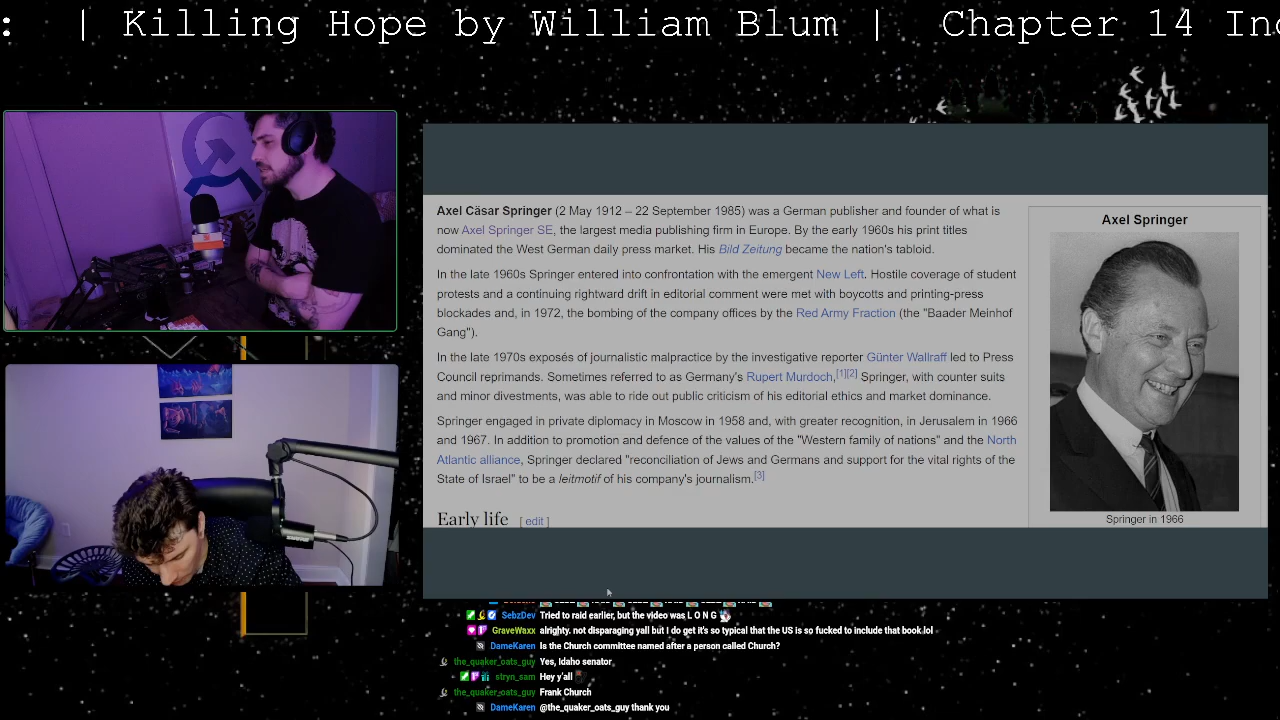 : | Killing Hope by William Blum | Chapter 14 In
Axel Cäsar Springer (2 May 1912 – 22 September 1985) was a German publisher and founder of what is
now Axel Springer SE, the largest media publishing firm in Europe. By the early 1960s his print titles
dominated the West German daily press market. His Bild Zeitung became the nation's tabloid.
In the late 1960s Springer entered into confrontation with the emergent New Left. Hostile coverage of student
protests and a continuing rightward drift in editorial comment were met with boycotts and printing-press
blockades and, in 1972, the bombing of the company offices by the Red Army Fraction (the "Baader Meinhof
Gang").
In the late 1970s exposés of journalistic malpractice by the investigative reporter Günter Wallraff led to Press
Council reprimands. Sometimes referred to as Germany's Rupert Murdoch,[1][2] Springer, with counter suits
and minor divestments, was able to ride out public criticism of his editorial ethics and market dominance.
Springer engaged in private diplomacy in Moscow in 1958 and, with greater recognition, in Jerusalem in 1966
and 1967. In addition to promotion and defence of the values of the "Western family of nations" and the North
Atlantic alliance, Springer declared "reconciliation of Jews and Germans and support for the vital rights of the
State of Israel" to be a leitmotif of his company's journalism.[3]
Early life [ edit ]
Axel Springer
Springer in 1966
SebzDev Tried to raid earlier, but the video was L O N G
GraveWaxx alrighty. not disparaging yall but I do get it's so typical that the US is so fucked to include that book lol
DameKaren Is the Church committee named after a person called Church?
the_quaker_oats_guy Yes, Idaho senator
stryn_sam Hey y'all
the_quaker_oats_guy Frank Church
DameKaren @the_quaker_oats_guy thank you